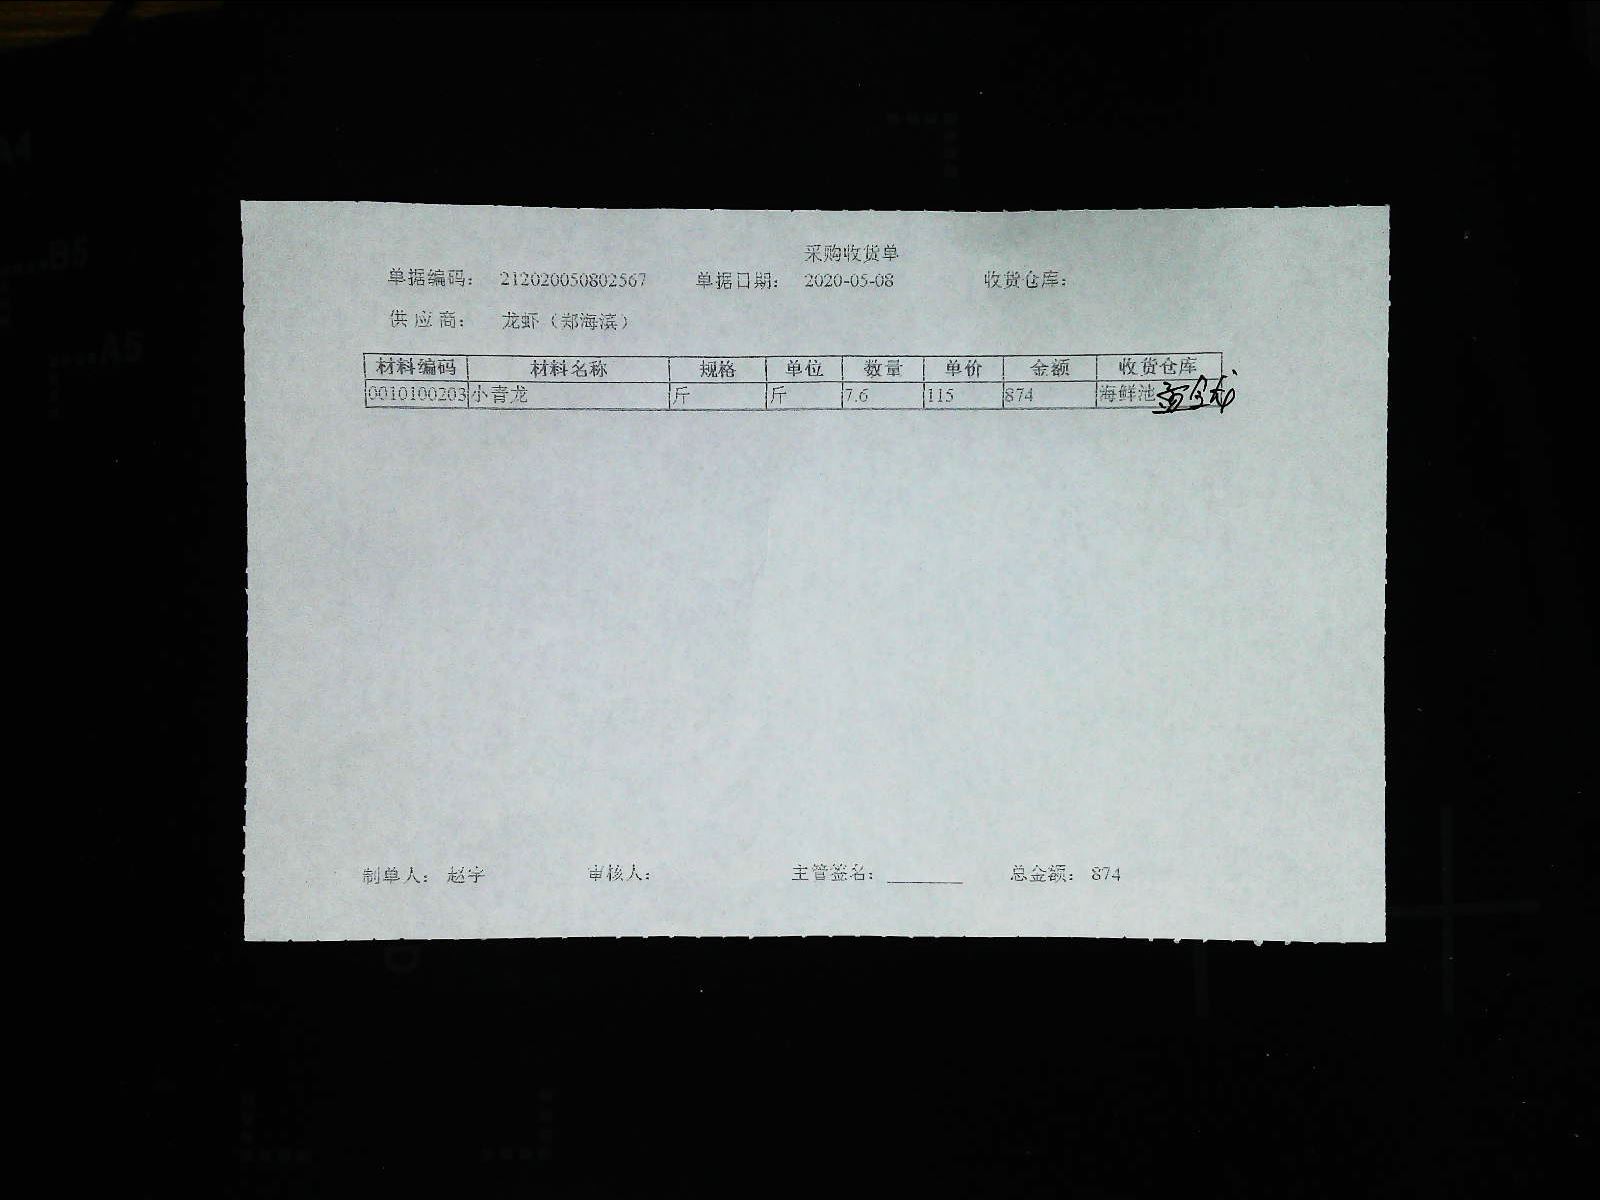 采购收货单
单据编码： 212020050802567 单据日期： 2020-05-08 收货仓库：
供应商： 龙虾（郑海滨）
材料编码 材料名称 规格 单位 数量 单价 金额 收货仓库
0010100203 小青龙 斤 斤 7.6 115 874 海鲜池
制单人： 赵宇 审核人： 主管签名： 总金额： 874